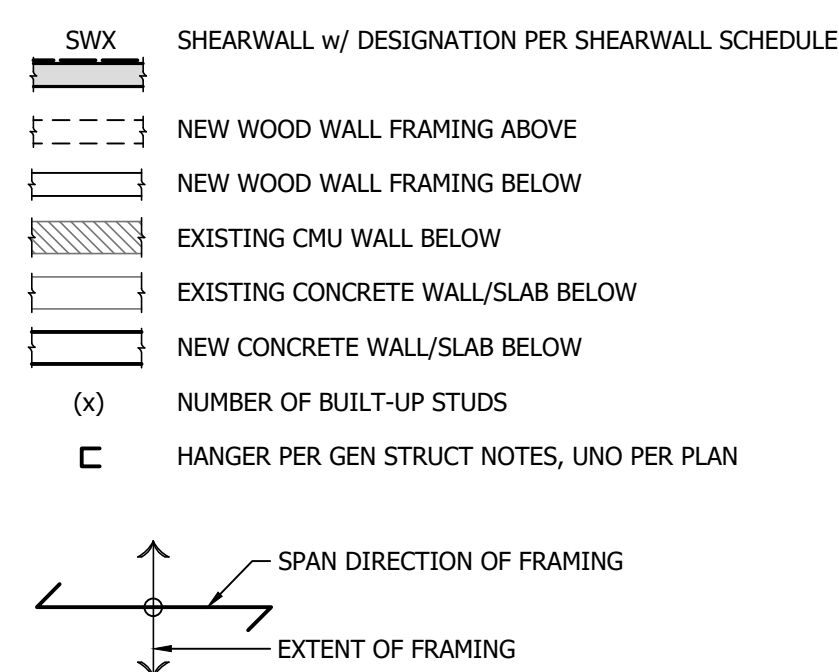 SWX SHEARWALL w/ DESIGNATION PER SHEARWALL SCHEDULE
NEW WOOD WALL FRAMING ABOVE
NEW WOOD WALL FRAMING BELOW
EXISTING CMU WALL BELOW
EXISTING CONCRETE WALL/SLAB BELOW
NEW CONCRETE WALL/SLAB BELOW
(x) NUMBER OF BUILT-UP STUDS
HANGER PER GEN STRUCT NOTES, UNO PER PLAN
SPAN DIRECTION OF FRAMING
EXTENT OF FRAMING